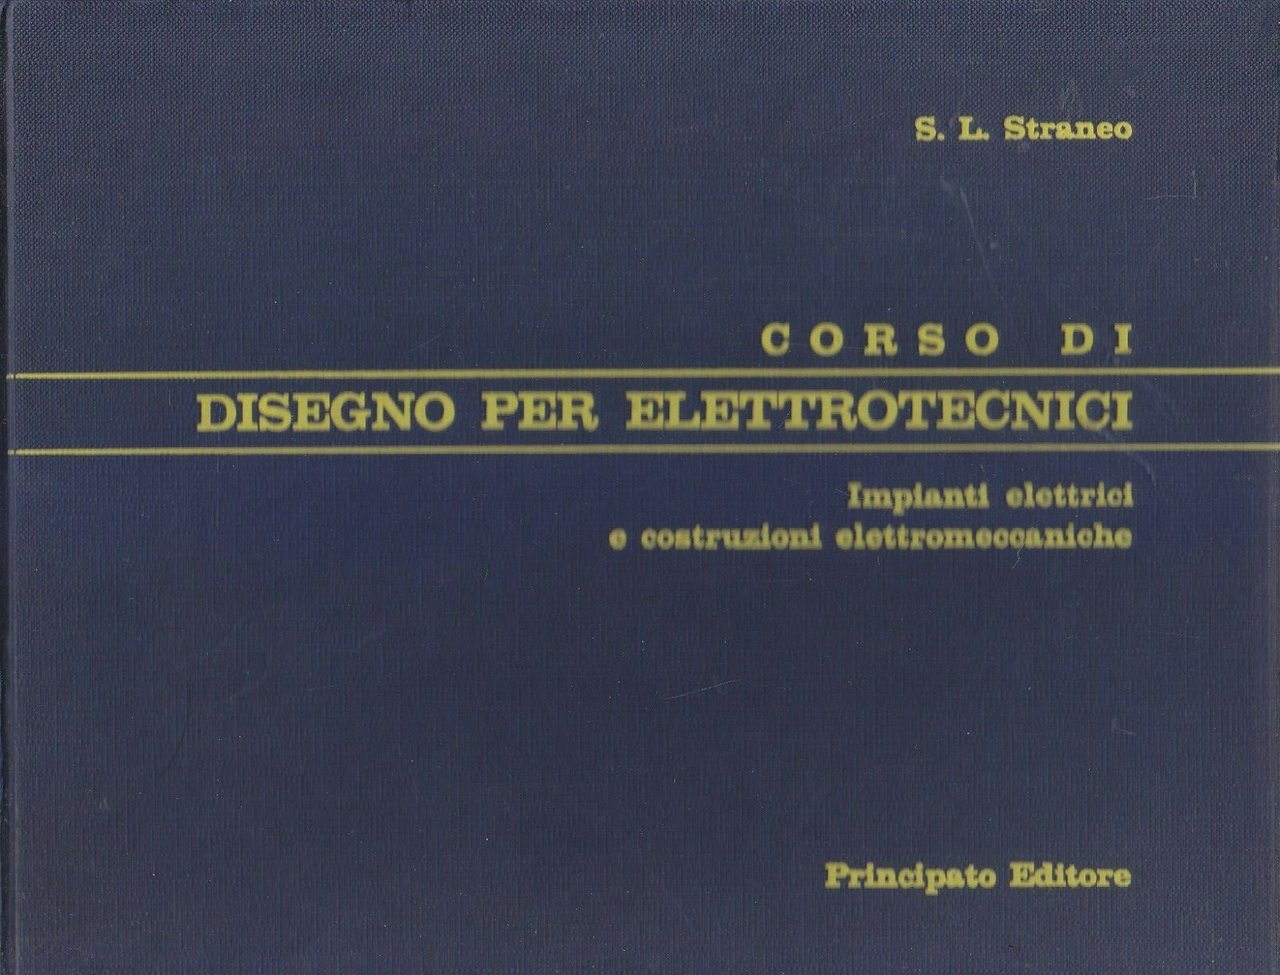 S. L. Straneo
CORSO DI
DISEGNO PER ELETTROTECNICI
Impianti elettrici
e costruzioni elettromeccaniche
Principato Editore